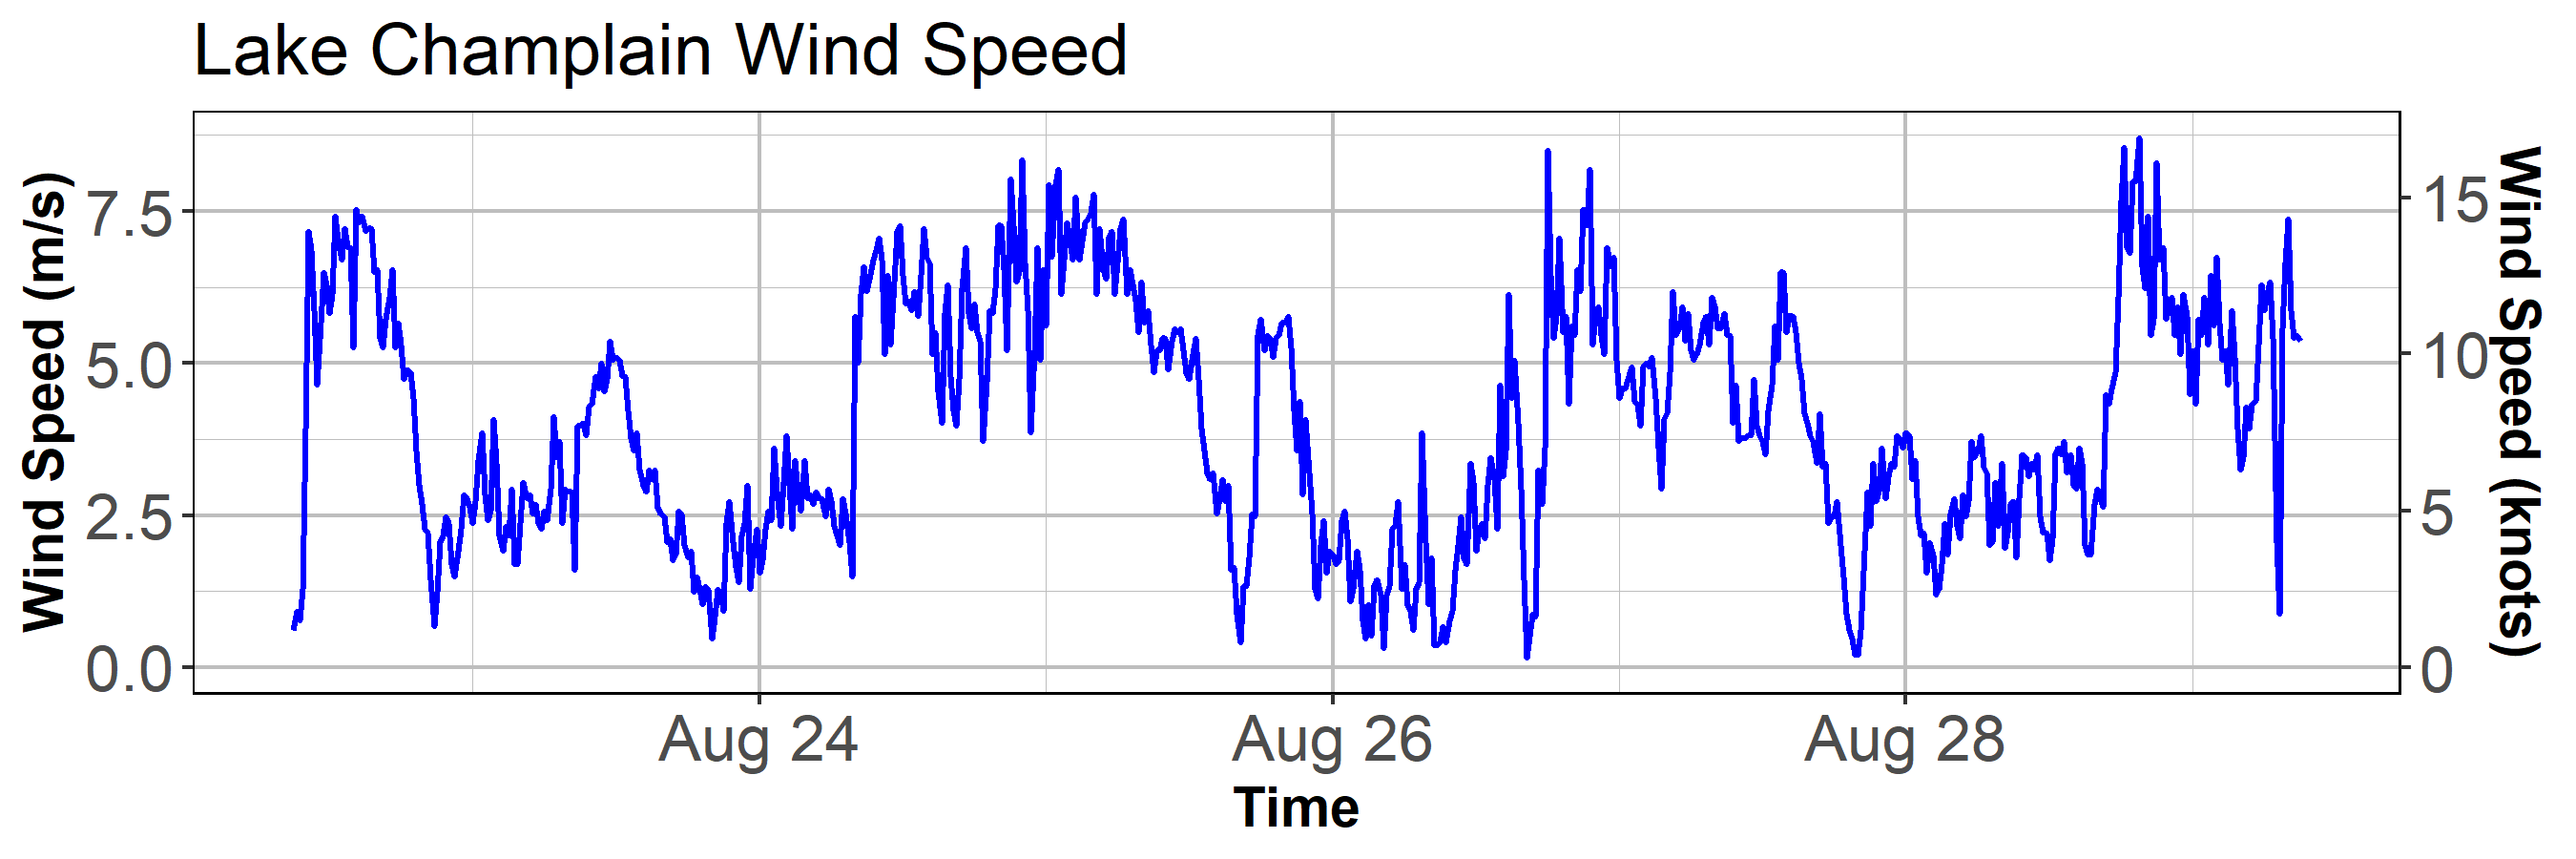 Lake Champlain Wind Speed
Wind Speed (m/s)
7.5
5.0
2.5
0.0
15
10
5
0
Wind Speed (knots)
Aug 24
Aug 26
Aug 28
Time